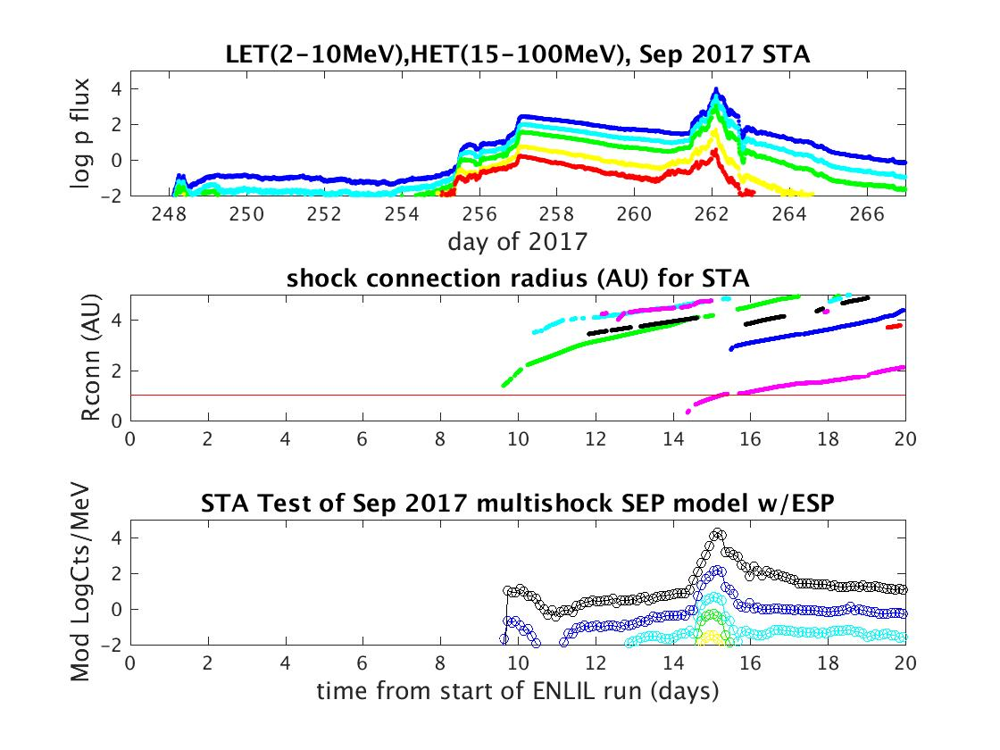 LET(2-10MeV),HET(15-100MeV), Sep 2017 STA
log p flux
4
2
0
-2
248 250 252 254 256 258 260 262 264 266
day of 2017
shock connection radius (AU) for STA
Rconn (AU)
4
2
0
0 2 4 6 8 10 12 14 16 18 20
STA Test of Sep 2017 multishock SEP model w/ESP
Mod LogCts/MeV
4
2
0
-2
0 2 4 6 8 10 12 14 16 18 20
time from start of ENLIL run (days)